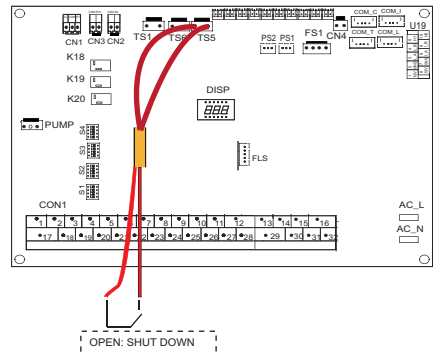 COM_C
COM_I
U19
CN1
CN3
CN2
TS1
TS6
TS5
PS2
PS1
FS1
CN4
COM_T
COM_L
K18
K19
K20
DISP
PUMP
S4
S3
S2
S1
FLS
CON1
AC_L
AC_N
1 2 3 4 5 6 7 8 9 10 11 12 13 14 15 16
17 18 19 20 2 22 23 24 25 26 27 28 29 30 31 32
OPEN: SHUT DOWN